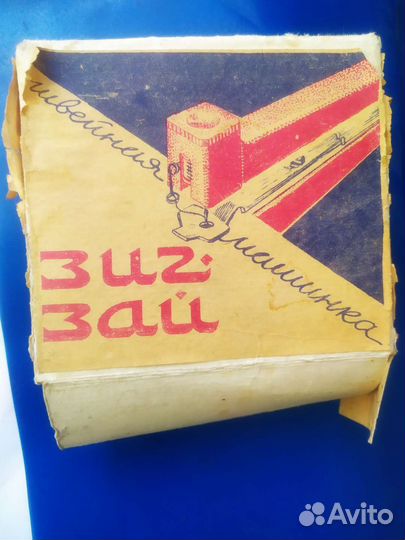 швейная
машинка
зиг-
зай
Avito